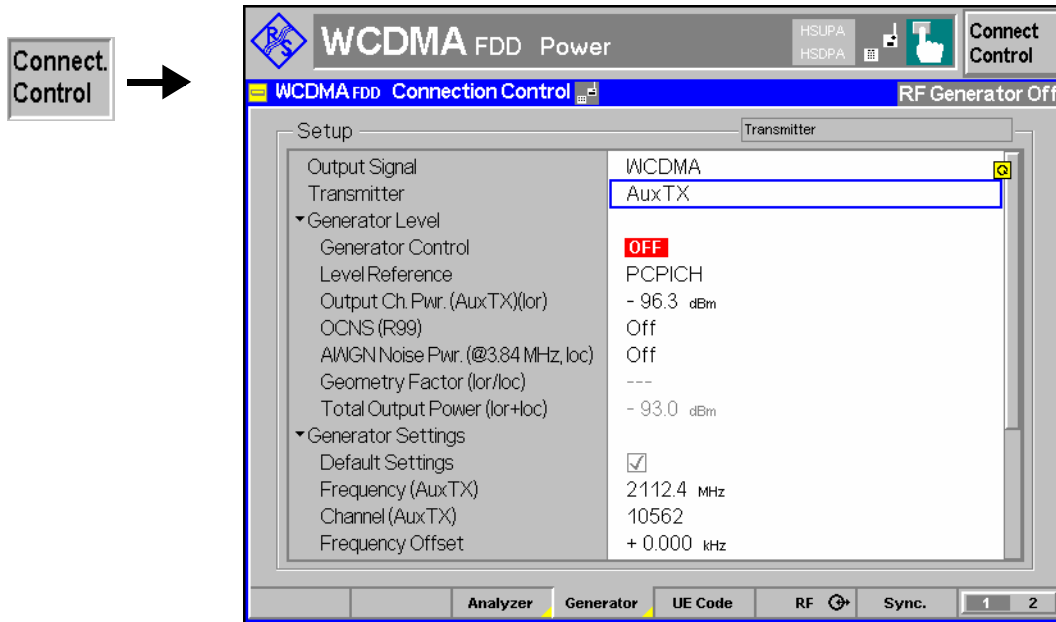 Connect.
Control
R S
WCDMA FDD Power
HSUPA
HSDPA
Connect
Control
WCDMA FDD Connection Control
RF Generator Off
Setup
Transmitter
Output Signal WCDMA
Transmitter AuxTX
Generator Level
Generator Control OFF
Level Reference PCPICH
Output Ch. Pwr. (AuxTX)(Ior) - 96.3 dBm
OCNS (R99) Off
AWGN Noise Pwr. (@3.84 MHz, Ioc) Off
Geometry Factor (Ior/Ioc) ---
Total Output Power (Ior+Ioc) - 93.0 dBm
Generator Settings
Default Settings
Frequency (AuxTX) 2112.4 MHz
Channel (AuxTX) 10562
Frequency Offset + 0.000 kHz
Analyzer Generator UE Code RF Sync. 1 2